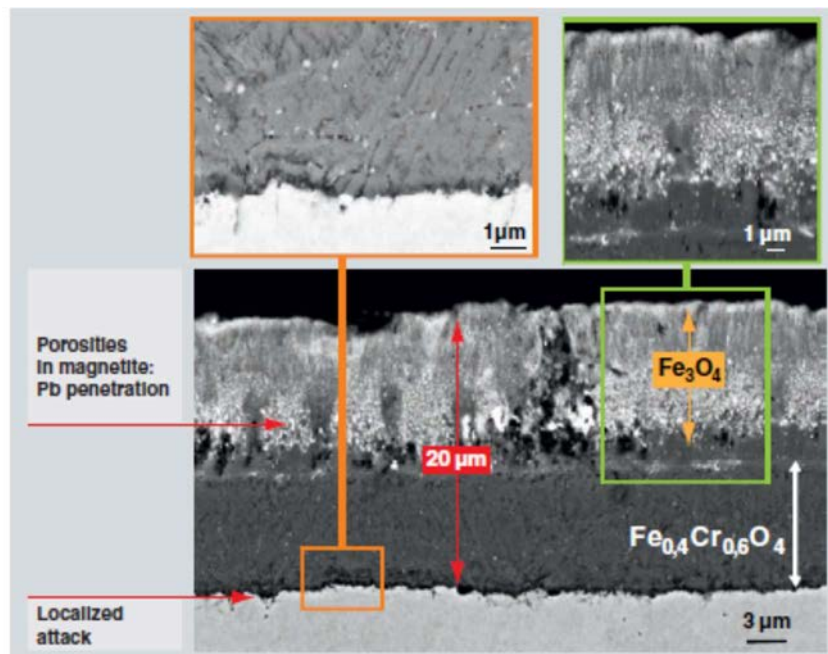 1µm
1 µm
Porosities
in magnetite:
Pb penetration
Fe₃O₄
20 µm
Fe₀,₄Cr₀,₆O₄
Localized
attack
3 µm